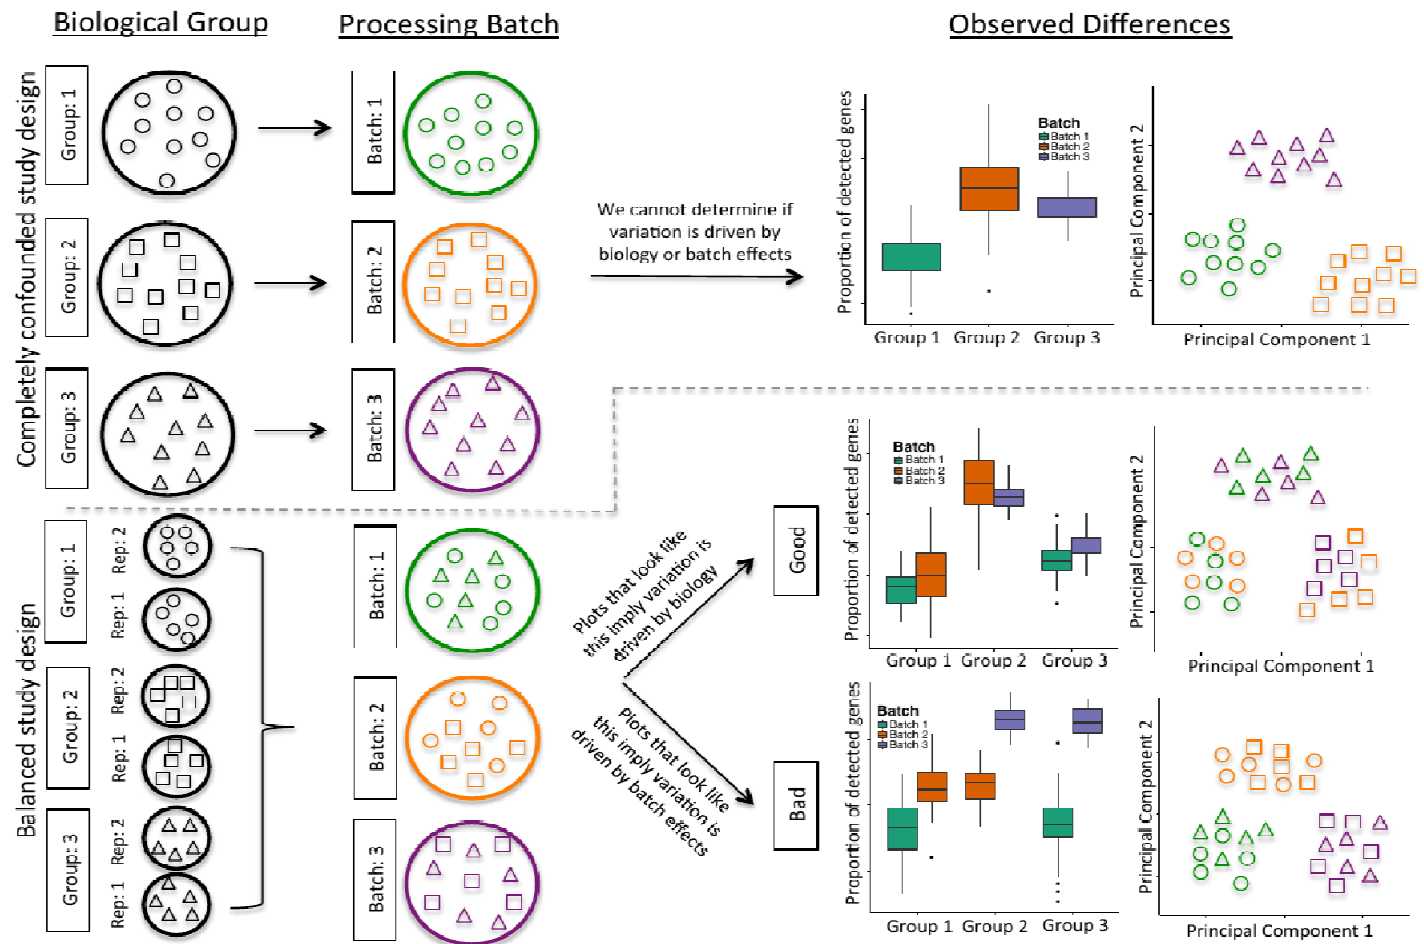 Biological Group
Processing Batch
Observed Differences
Completely confounded study design
Group: 1
Batch: 1
Group: 2
Batch: 2
Group: 3
Batch: 3
We cannot determine if
variation is driven by
biology or batch effects
Proportion of detected genes
Batch
Batch 1
Batch 2
Batch 3
Group 1
Group 2
Group 3
Principal Component 2
Principal Component 1
Balanced study design
Group: 1
Rep: 2
Rep: 1
Group: 2
Rep: 2
Rep: 1
Group: 3
Rep: 2
Rep: 1
Batch: 1
Batch: 2
Batch: 3
Plots that look like
this imply variation is
driven by biology
Good
Plots that look like
this imply variation is
driven by batch effects
Bad
Proportion of detected genes
Batch
Batch 1
Batch 2
Batch 3
Group 1
Group 2
Group 3
Principal Component 2
Principal Component 1
Proportion of detected genes
Batch
Batch 1
Batch 2
Batch 3
Group 1
Group 2
Group 3
Principal Component 2
Principal Component 1